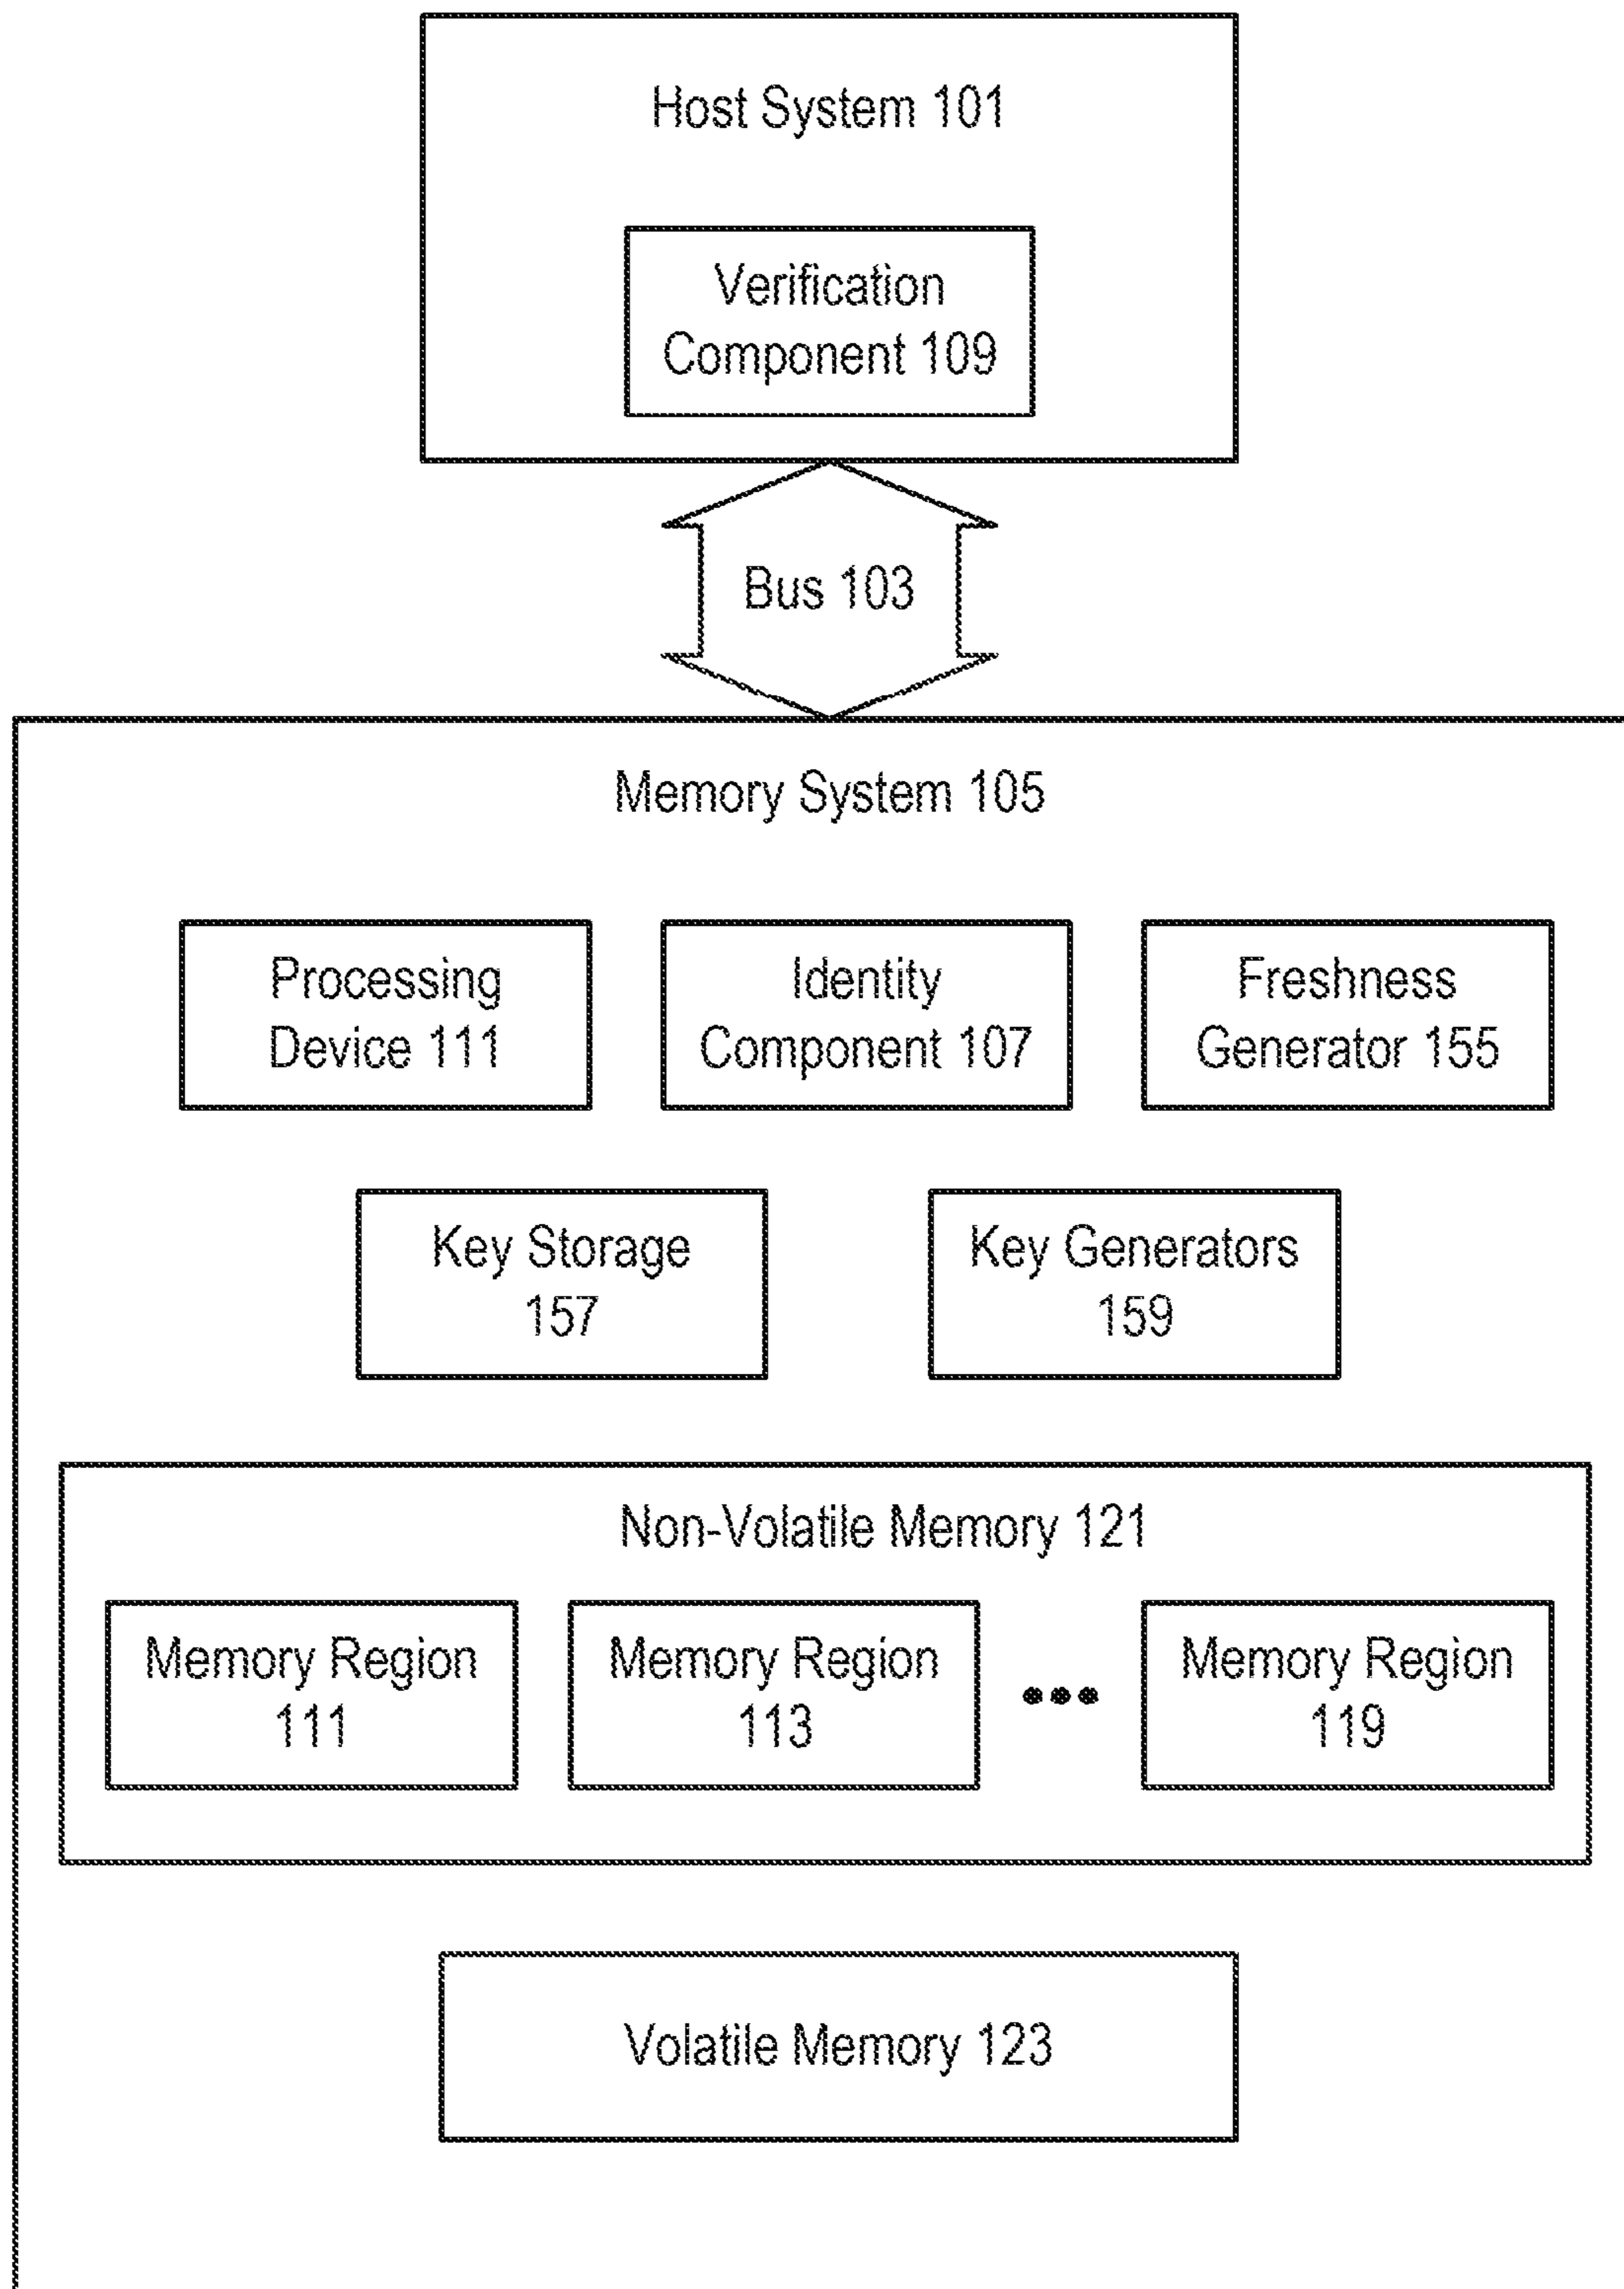 Host System 101
Verification
Component 109
Bus 103
Memory System 105
Processing
Device 111
Identity
Component 107
Freshness
Generator 155
Key Storage
157
Key Generators
159
Non-Volatile Memory 121
Memory Region
111
Memory Region
113
Memory Region
119
Volatile Memory 123